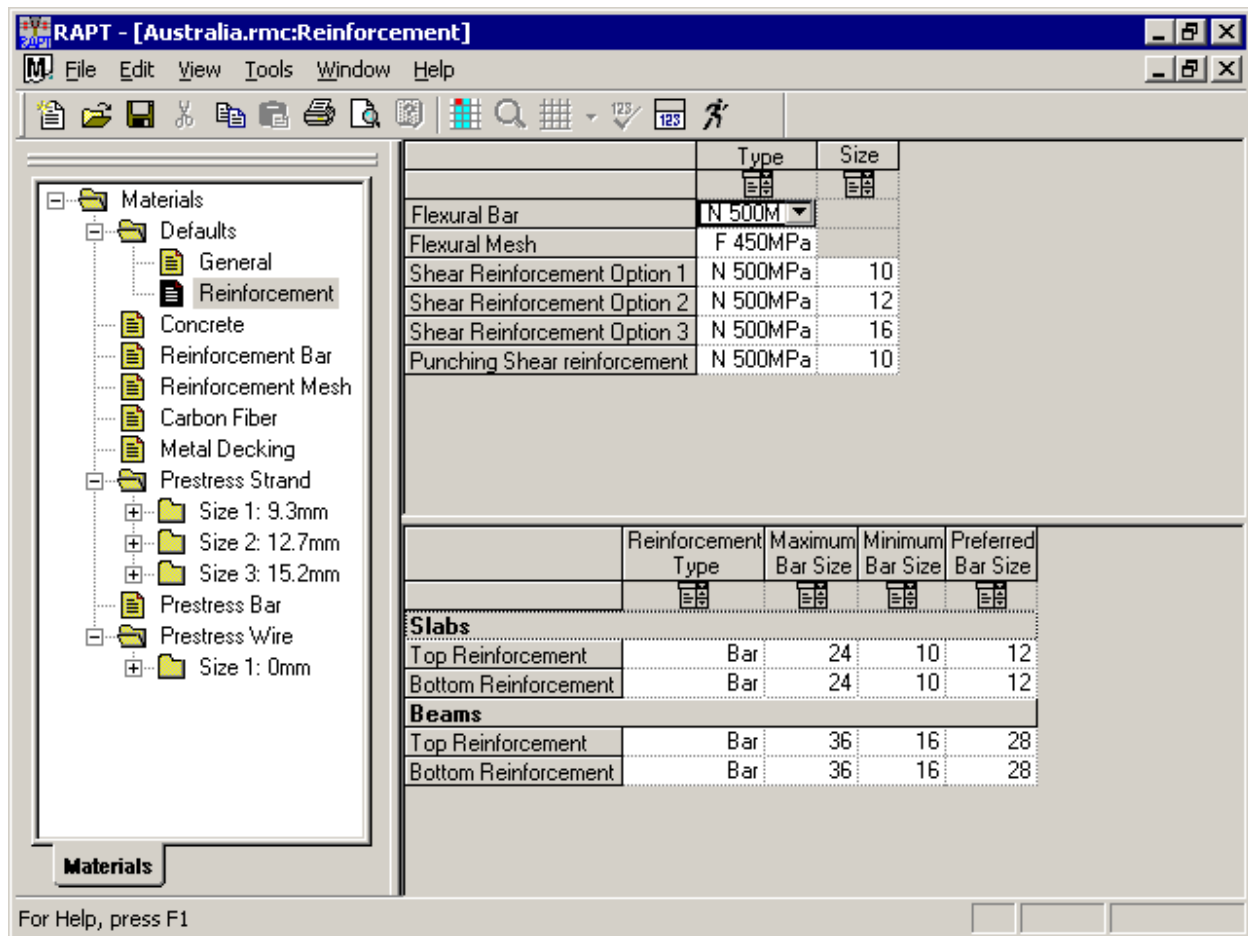 RAPT - [Australia.rmc:Reinforcement]
File Edit View Tools Window Help
Materials
Defaults
General
Reinforcement
Concrete
Reinforcement Bar
Reinforcement Mesh
Carbon Fiber
Metal Decking
Prestress Strand
Size 1: 9.3mm
Size 2: 12.7mm
Size 3: 15.2mm
Prestress Bar
Prestress Wire
Size 1: 0mm
Materials
Type Size
Flexural Bar N 500M
Flexural Mesh F 450MPa
Shear Reinforcement Option 1 N 500MPa 10
Shear Reinforcement Option 2 N 500MPa 12
Shear Reinforcement Option 3 N 500MPa 16
Punching Shear reinforcement N 500MPa 10
Reinforcement Maximum Minimum Preferred
Type Bar Size Bar Size Bar Size
Slabs
Top Reinforcement Bar 24 10 12
Bottom Reinforcement Bar 24 10 12
Beams
Top Reinforcement Bar 36 16 28
Bottom Reinforcement Bar 36 16 28
For Help, press F1